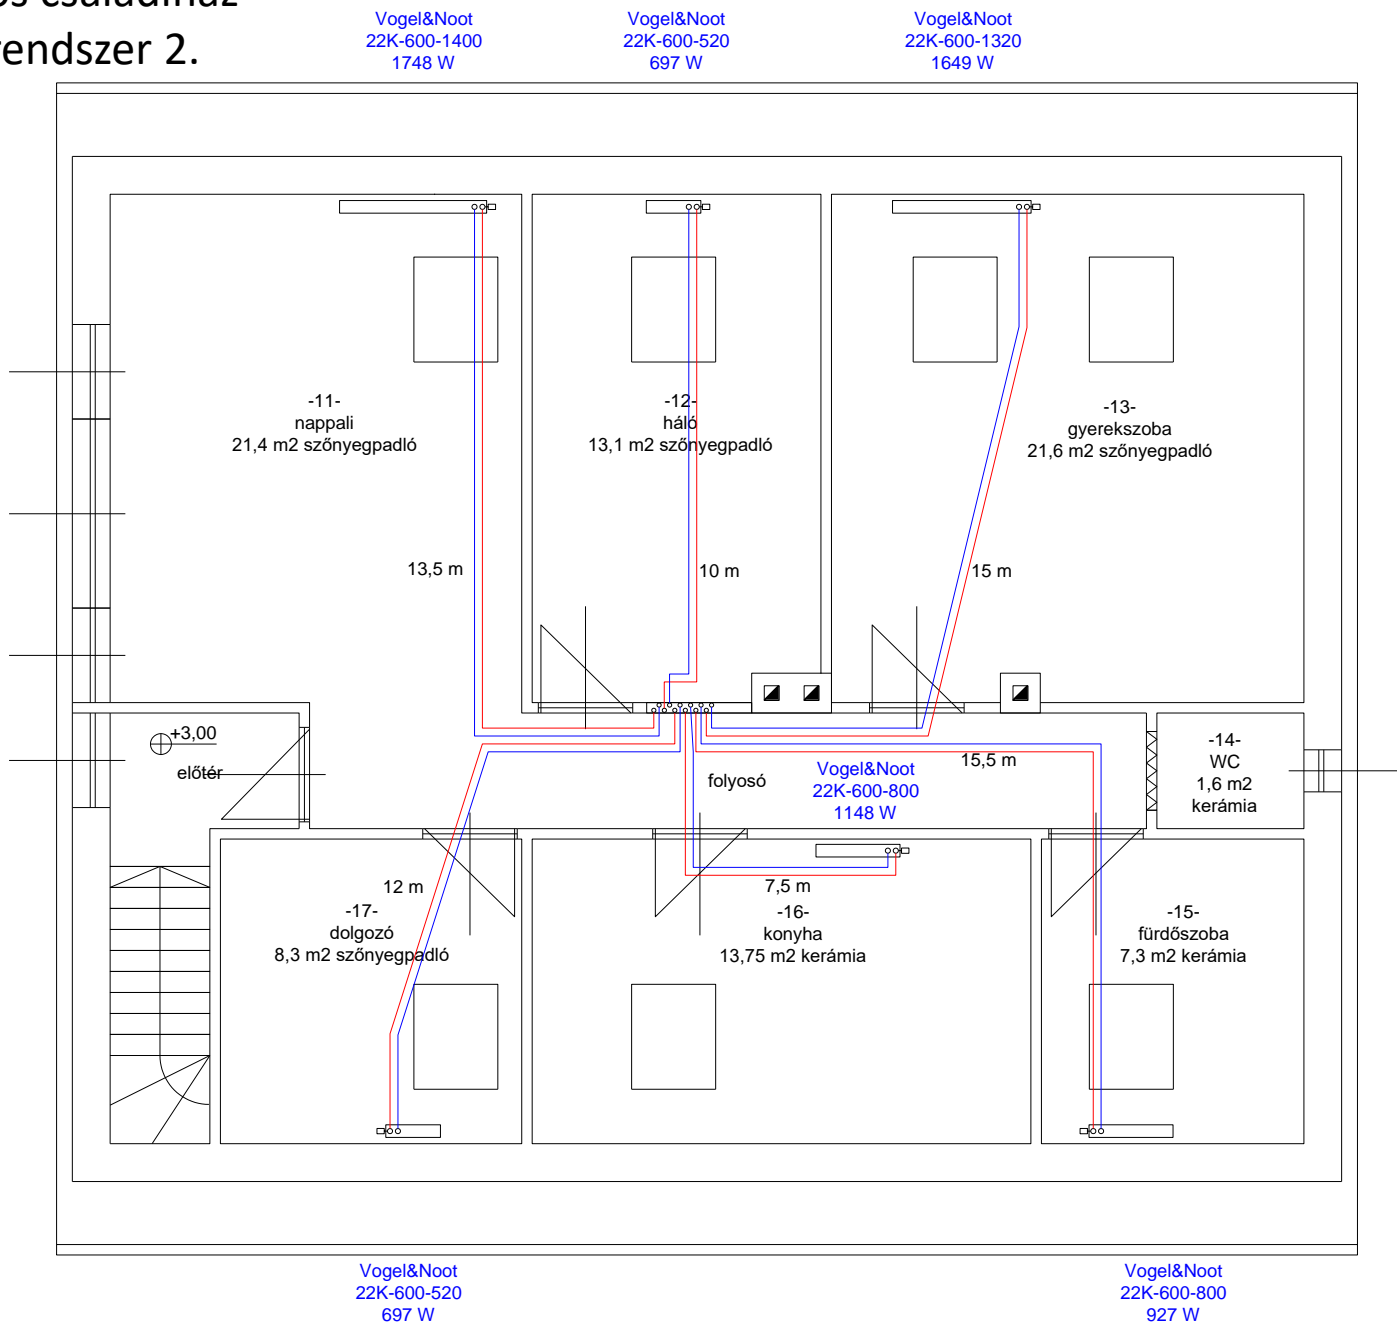 os családiház
rendszer 2.
Vogel&Noot
22K-600-1400
1748 W
Vogel&Noot
22K-600-520
697 W
Vogel&Noot
22K-600-1320
1649 W
-11-
nappali
21,4 m2 szőnyegpadló
-12-
háló
13,1 m2 szőnyegpadló
-13-
gyerekszoba
21,6 m2 szőnyegpadló
13,5 m
10 m
15 m
+3,00
előtér
folyosó
Vogel&Noot
22K-600-800
1148 W
15,5 m
-14-
WC
1,6 m2
kerámia
12 m
7,5 m
-17-
dolgozó
8,3 m2 szőnyegpadló
-16-
konyha
13,75 m2 kerámia
-15-
fürdőszoba
7,3 m2 kerámia
Vogel&Noot
22K-600-520
697 W
Vogel&Noot
22K-600-800
927 W